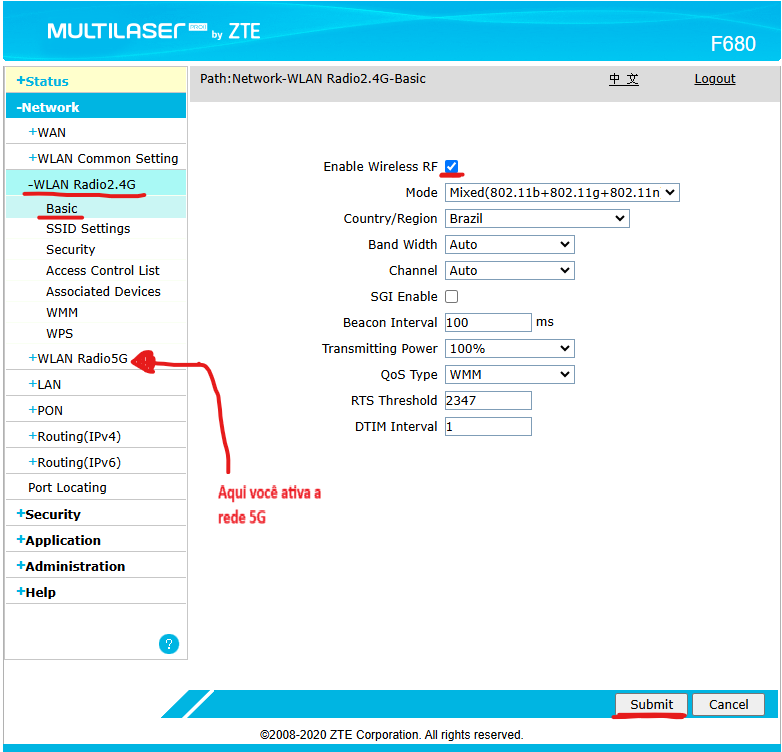 MULTILASER PRO by ZTE
F680
+Status
Path:Network-WLAN Radio2.4G-Basic
中 文
Logout
-Network
+WAN
+WLAN Common Setting
-WLAN Radio2.4G
Basic
SSID Settings
Security
Access Control List
Associated Devices
WMM
WPS
+WLAN Radio5G
+LAN
+PON
+Routing(IPv4)
+Routing(IPv6)
Port Locating
+Security
+Application
+Administration
+Help
?
Enable Wireless RF
Mode Mixed(802.11b+802.11g+802.11n
Country/Region Brazil
Band Width Auto
Channel Auto
SGI Enable
Beacon Interval 100 ms
Transmitting Power 100%
QoS Type WMM
RTS Threshold 2347
DTIM Interval 1
Aqui você ativa a
rede 5G
Submit
Cancel
©2008-2020 ZTE Corporation. All rights reserved.